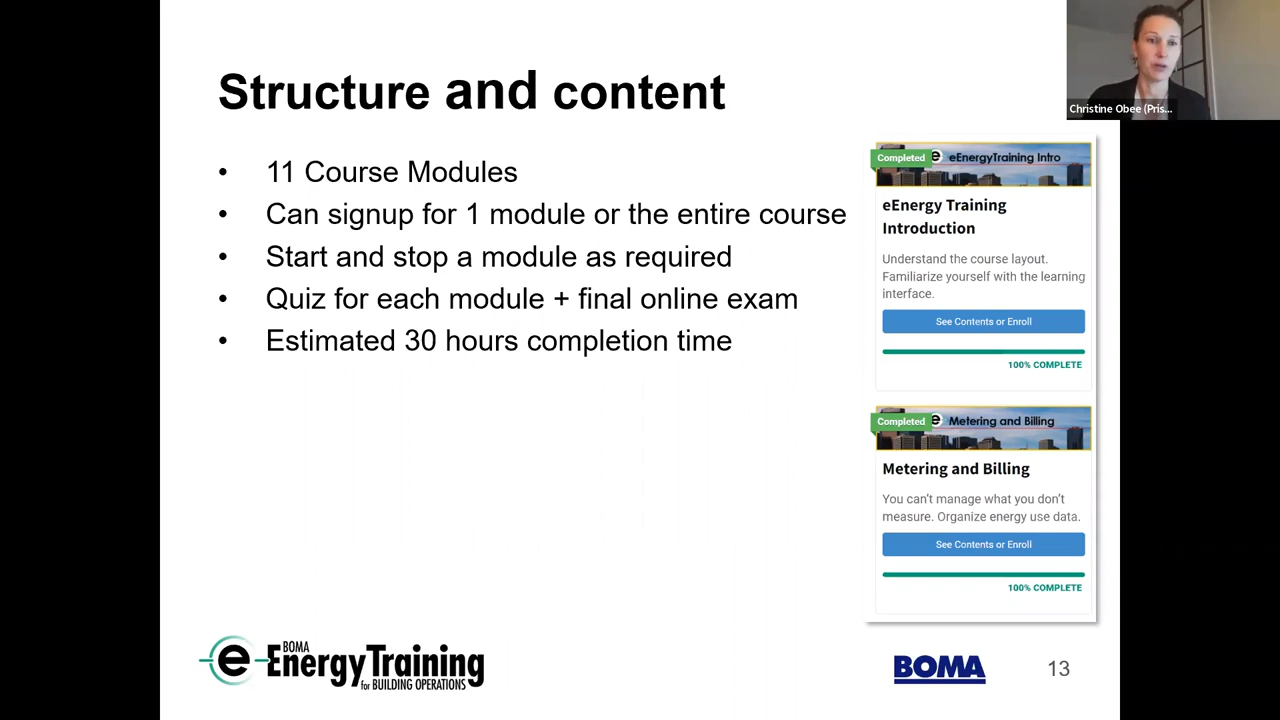 Structure and content
• 11 Course Modules
• Can signup for 1 module or the entire course
• Start and stop a module as required
• Quiz for each module + final online exam
• Estimated 30 hours completion time
Christine Obee (Pris...
Completed
e eEnergyTraining Intro
eEnergy Training
Introduction
Understand the course layout.
Familiarize yourself with the learning
interface.
See Contents or Enroll
100% COMPLETE
Completed
e Metering and Billing
Metering and Billing
You can't manage what you don't
measure. Organize energy use data.
See Contents or Enroll
100% COMPLETE
BOMA
e EnergyTraining
for BUILDING OPERATIONS
BOMA
13